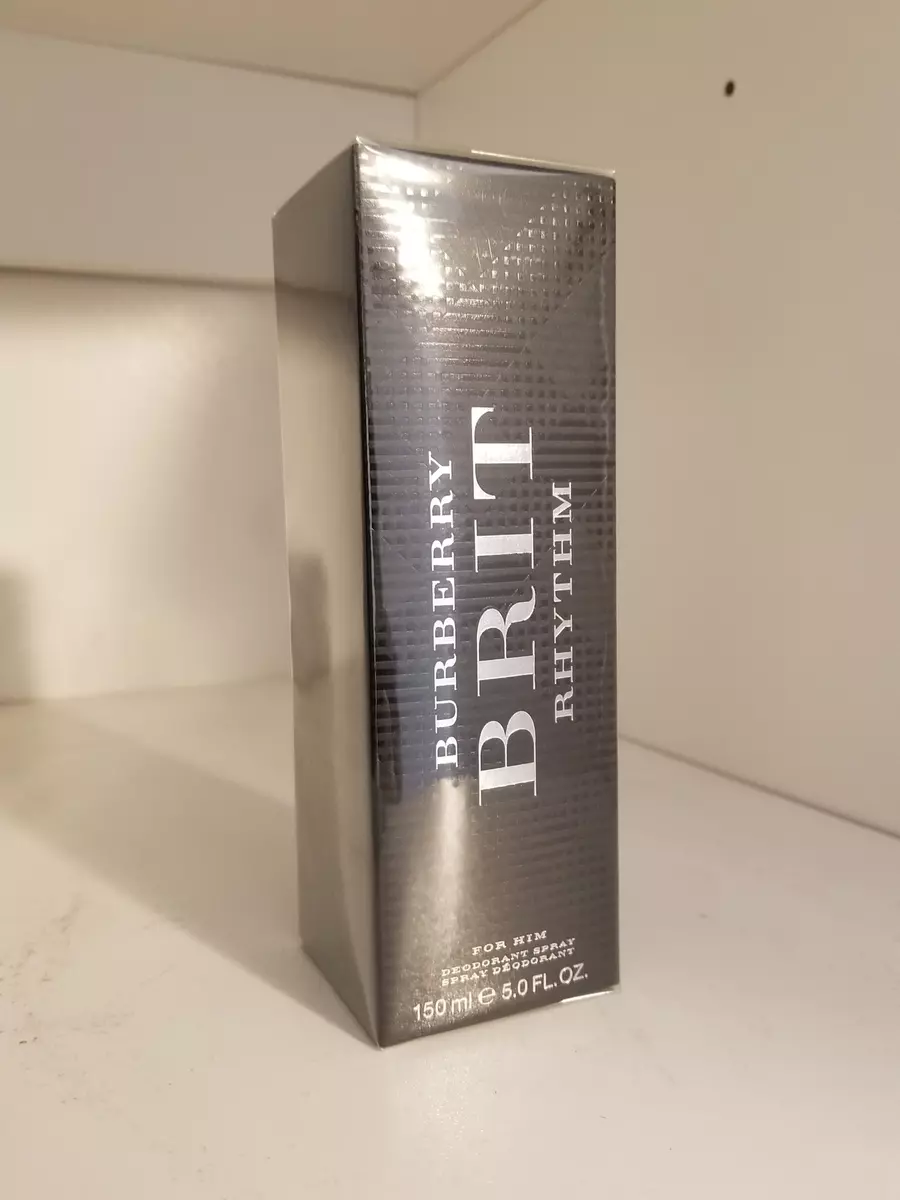 BURBERRY
BRIT
RHYTHM
FOR HIM
DEODORANT SPRAY
SPRAY DÉODORANT
150 ml e 5.0 FL. OZ.